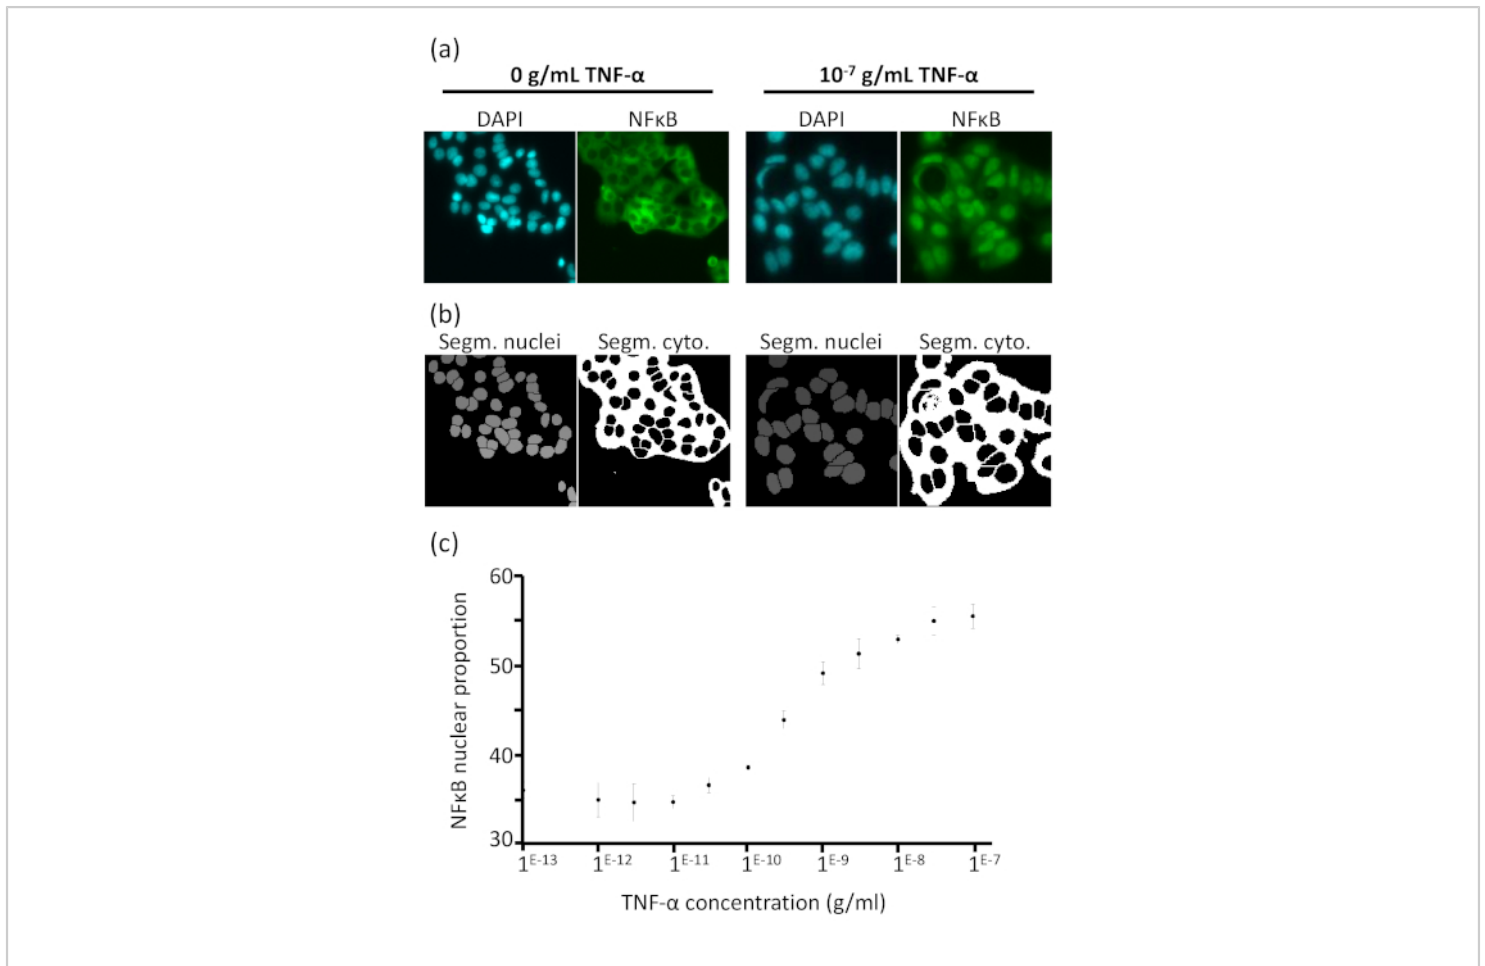 (a)
0 g/mL TNF-α
10⁻⁷ g/mL TNF-α
DAPI
NFκB
DAPI
NFκB
(b)
Segm. nuclei
Segm. cyto.
Segm. nuclei
Segm. cyto.
(c)
NFκB nuclear proportion
60
50
40
30
1E-13
1E-12
1E-11
1E-10
1E-9
1E-8
1E-7
TNF-α concentration (g/ml)